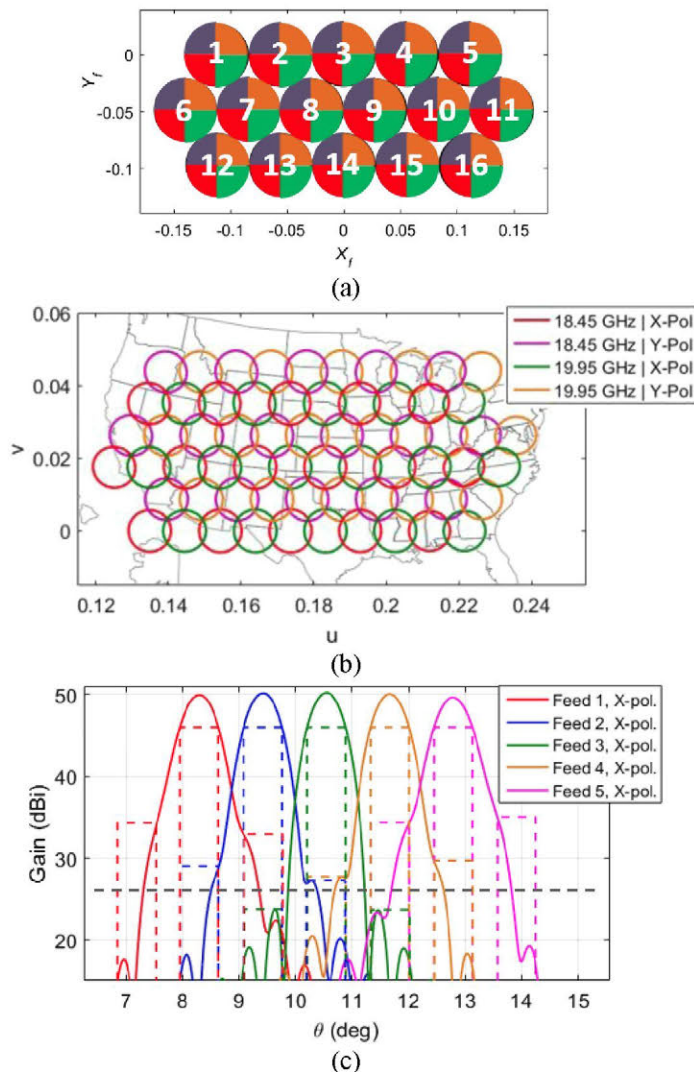 1 2 3 4 5
6 7 8 9 10 11
12 13 14 15 16
0
-0.05
-0.1
Y_f
-0.15 -0.1 -0.05 0 0.05 0.1 0.15
X_f
(a)
18.45 GHz | X-Pol
18.45 GHz | Y-Pol
19.95 GHz | X-Pol
19.95 GHz | Y-Pol
0.06
0.04
0.02
0
v
0.12 0.14 0.16 0.18 0.2 0.22 0.24
u
(b)
Feed 1, X-pol.
Feed 2, X-pol.
Feed 3, X-pol.
Feed 4, X-pol.
Feed 5, X-pol.
50
40
30
20
Gain (dBi)
7 8 9 10 11 12 13 14 15
θ (deg)
(c)